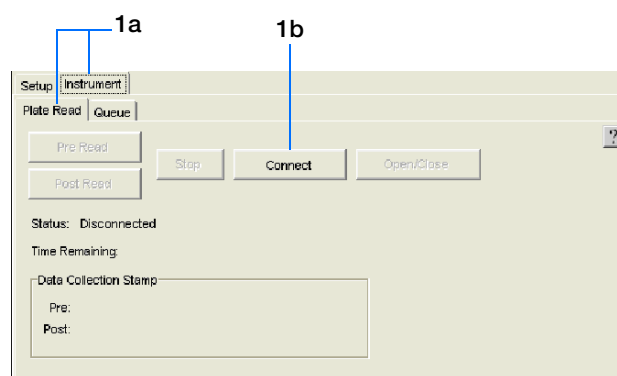 1a 1b
Setup Instrument
Plate Read Queue
?
Pre Read
Stop Connect Open/Close
Post Read
Status: Disconnected
Time Remaining:
Data Collection Stamp
Pre:
Post: